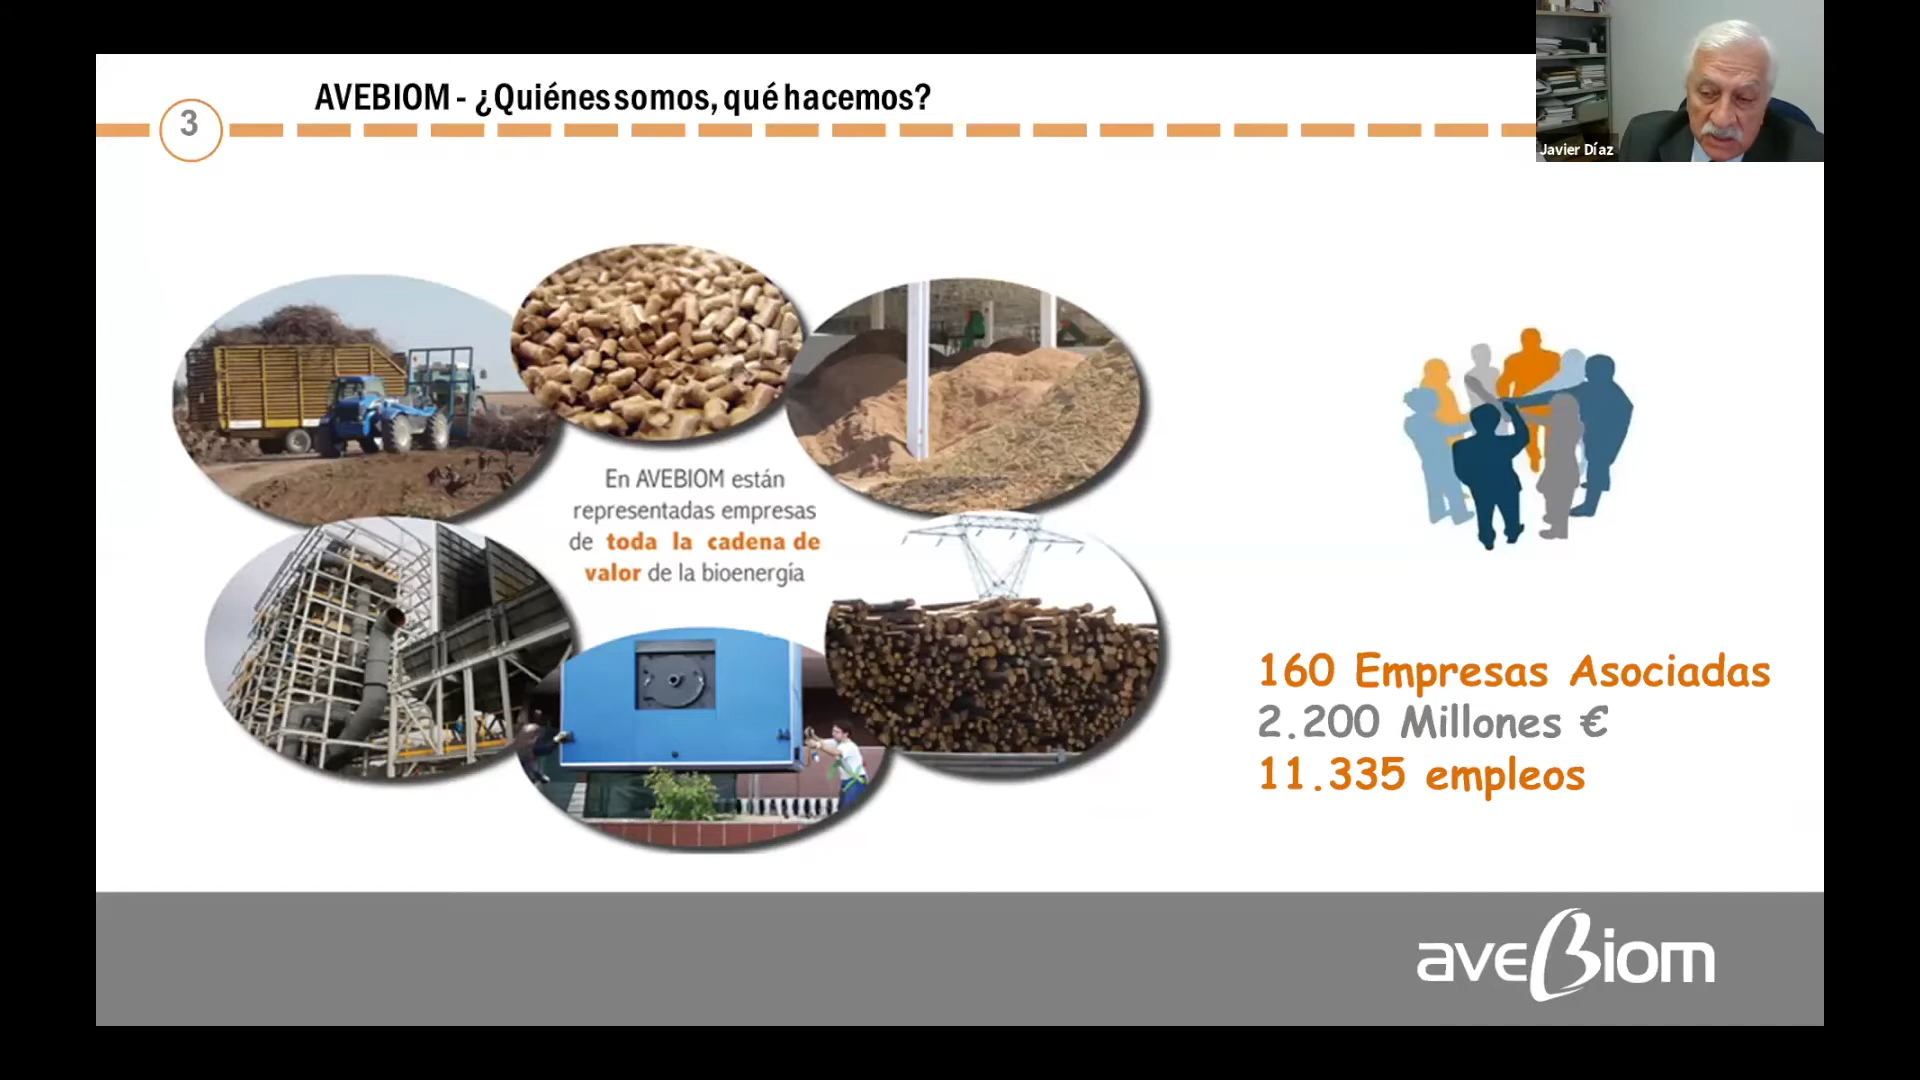 AVEBIOM - ¿Quiénes somos, qué hacemos?
3
Javier Díaz
En AVEBIOM están
representadas empresas
de toda la cadena de
valor de la bioenergía
160 Empresas Asociadas
2.200 Millones €
11.335 empleos
aveBiom